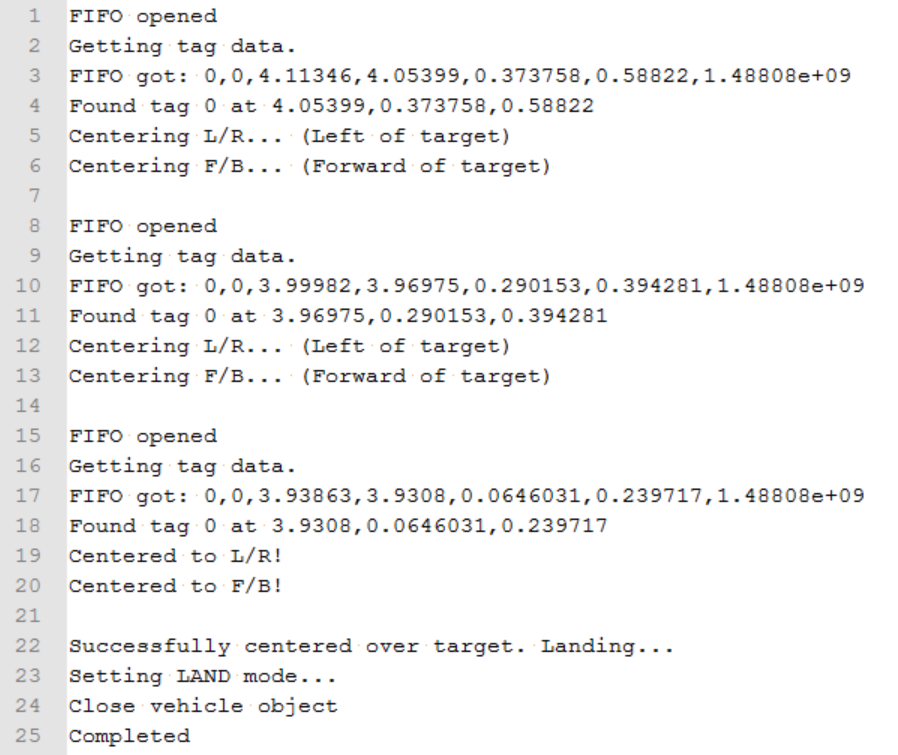 1 FIFO opened
2 Getting tag data.
3 FIFO got: 0,0,4.11346,4.05399,0.373758,0.58822,1.48808e+09
4 Found tag 0 at 4.05399,0.373758,0.58822
5 Centering L/R... (Left of target)
6 Centering F/B... (Forward of target)
7
8 FIFO opened
9 Getting tag data.
10 FIFO got: 0,0,3.99982,3.96975,0.290153,0.394281,1.48808e+09
11 Found tag 0 at 3.96975,0.290153,0.394281
12 Centering L/R... (Left of target)
13 Centering F/B... (Forward of target)
14
15 FIFO opened
16 Getting tag data.
17 FIFO got: 0,0,3.93863,3.9308,0.0646031,0.239717,1.48808e+09
18 Found tag 0 at 3.9308,0.0646031,0.239717
19 Centered to L/R!
20 Centered to F/B!
21
22 Successfully centered over target. Landing...
23 Setting LAND mode...
24 Close vehicle object
25 Completed